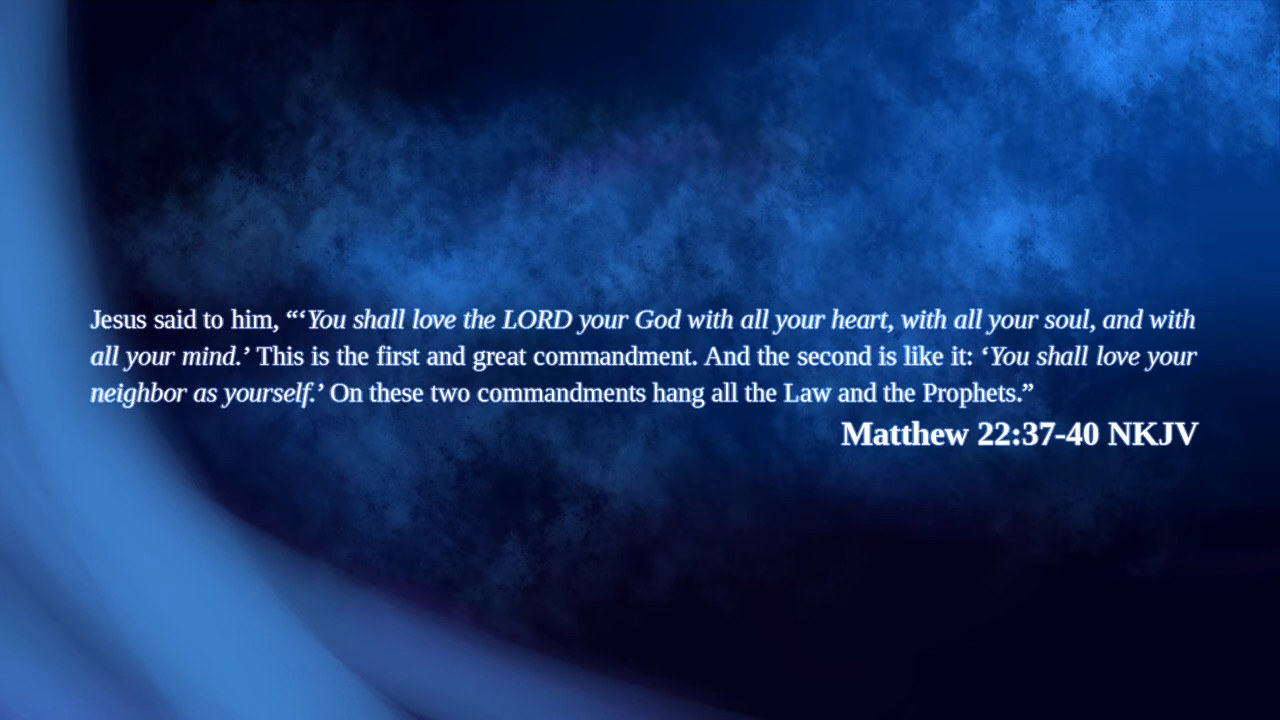 Jesus said to him, “‘You shall love the LORD your God with all your heart, with all your soul, and with
all your mind.’ This is the first and great commandment. And the second is like it: ‘You shall love your
neighbor as yourself.’ On these two commandments hang all the Law and the Prophets.”
Matthew 22:37-40 NKJV